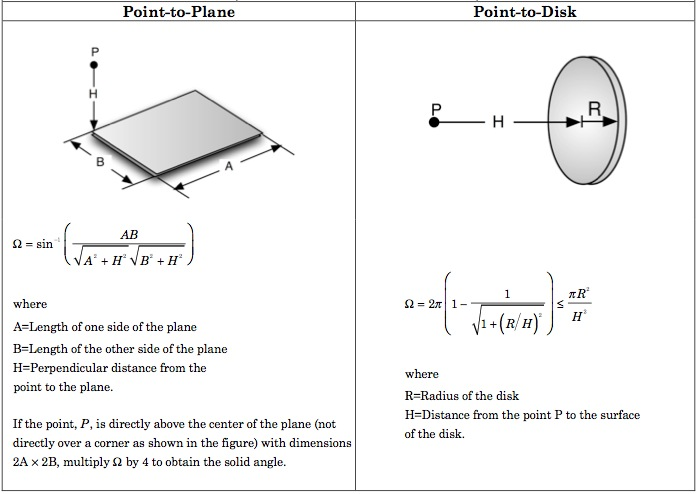 Point-to-Plane
P
H
B
A
Ω = sin⁻¹ ( AB / √A² + H² √B² + H² )
where
A=Length of one side of the plane
B=Length of the other side of the plane
H=Perpendicular distance from the
point to the plane.
If the point, P, is directly above the center of the plane (not
directly over a corner as shown in the figure) with dimensions
2A × 2B, multiply Ω by 4 to obtain the solid angle.
Point-to-Disk
P
H
R
Ω = 2π ( 1 − 1 / √1 + (R/H)² ) ≤ πR² / H²
where
R=Radius of the disk
H=Distance from the point P to the surface
of the disk.